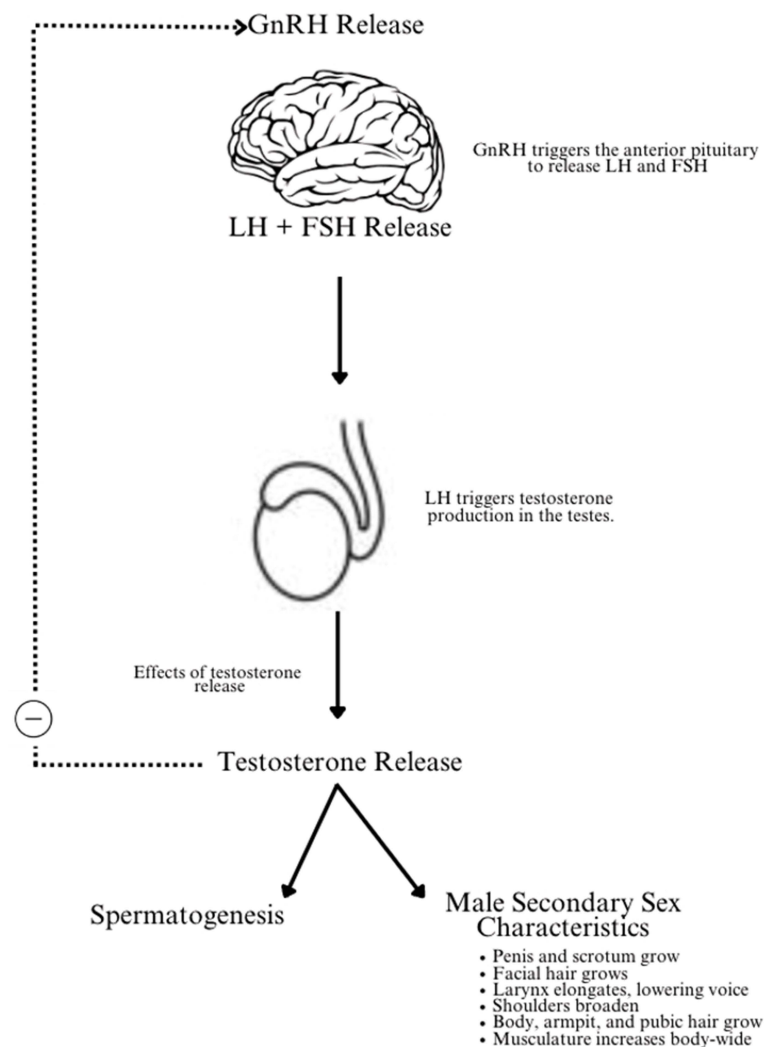 GnRH Release
GnRH triggers the anterior pituitary
to release LH and FSH
LH + FSH Release
LH triggers testosterone
production in the testes.
Effects of testosterone
release
−
Testosterone Release
Spermatogenesis
Male Secondary Sex
Characteristics
• Penis and scrotum grow
• Facial hair grows
• Larynx elongates, lowering voice
• Shoulders broaden
• Body, armpit, and pubic hair grow
• Musculature increases body-wide